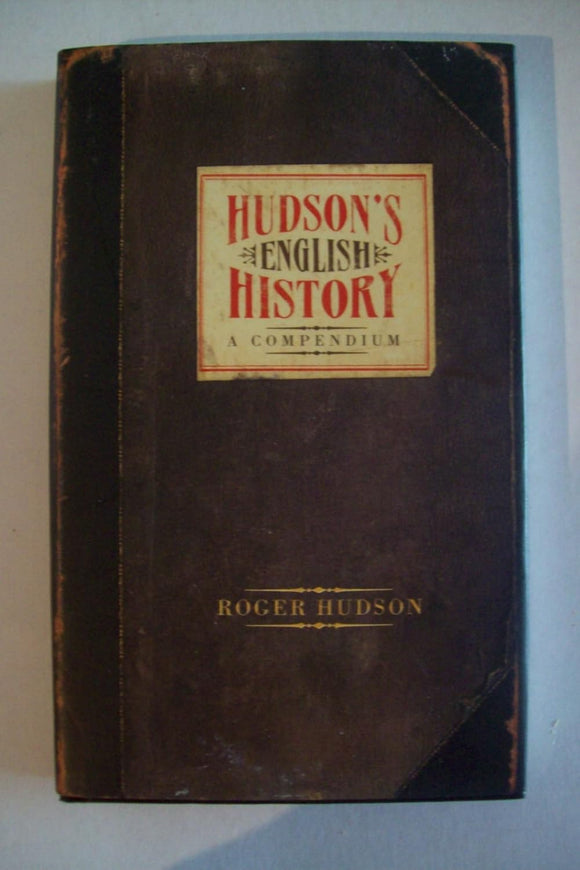 HUDSON'S
ENGLISH
HISTORY
A COMPENDIUM
ROGER HUDSON